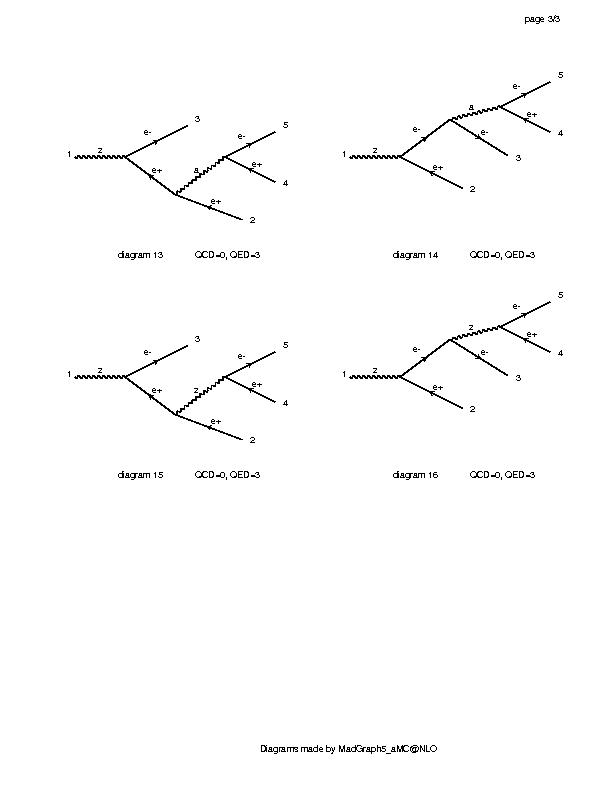 page 3/3
1 z e- 3 e+ a e- 5 e+ 4 e+ 2
diagram 13 QCD=0, QED=3
1 z e- a e- 5 e+ 4 e- 3 e+ 2
diagram 14 QCD=0, QED=3
1 z e- 3 e+ z e- 5 e+ 4 e+ 2
diagram 15 QCD=0, QED=3
1 z e- z e- 5 e+ 4 e- 3 e+ 2
diagram 16 QCD=0, QED=3
Diagrams made by MadGraph5_aMC@NLO